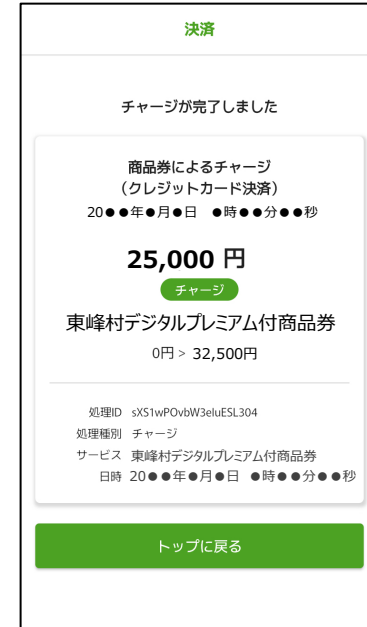 決済
チャージが完了しました
商品券によるチャージ
（クレジットカード決済）
20●●年●月●日　●時●●分●●秒
25,000 円
チャージ
東峰村デジタルプレミアム付商品券
0円 > 32,500円
処理ID sXS1wPOvbW3eluESL304
処理種別 チャージ
サービス 東峰村デジタルプレミアム付商品券
日時 20●●年●月●日　●時●●分●●秒
トップに戻る